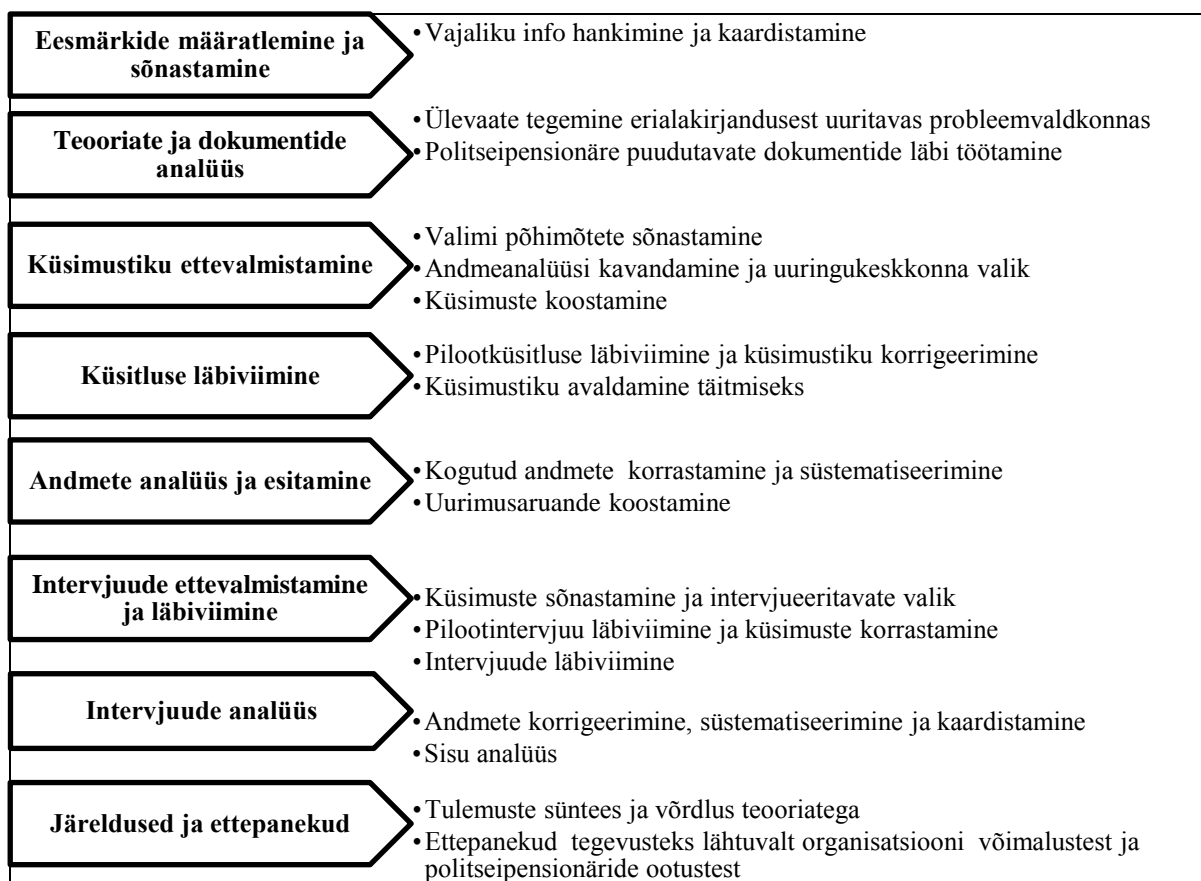 Eesmärkide määratlemine ja
sõnastamine
•Vajaliku info hankimine ja kaardistamine
Teooriate ja dokumentide
analüüs
•Ülevaate tegemine erialakirjandusest uuritavas probleemvaldkonnas
•Politseipensionäre puudutavate dokumentide läbi töötamine
Küsimustiku ettevalmistamine
•Valimi põhimõtete sõnastamine
•Andmeanalüüsi kavandamine ja uuringukeskkonna valik
•Küsimuste koostamine
Küsitluse läbiviimine
•Pilootküsitluse läbiviimine ja küsimustiku korrigeerimine
•Küsimustiku avaldamine täitmiseks
Andmete analüüs ja esitamine
•Kogutud andmete korrastamine ja süstematiseerimine
•Uurimusaruande koostamine
Intervjuude ettevalmistamine
ja läbiviimine
•Küsimuste sõnastamine ja intervjueeritavate valik
•Pilootintervjuu läbiviimine ja küsimuste korrastamine
•Intervjuude läbiviimine
Intervjuude analüüs
•Andmete korrigeerimine, süstematiseerimine ja kaardistamine
•Sisu analüüs
Järeldused ja ettepanekud
•Tulemuste süntees ja võrdlus teooriatega
•Ettepanekud tegevusteks lähtuvalt organisatsiooni võimalustest ja
politseipensionäride ootustest